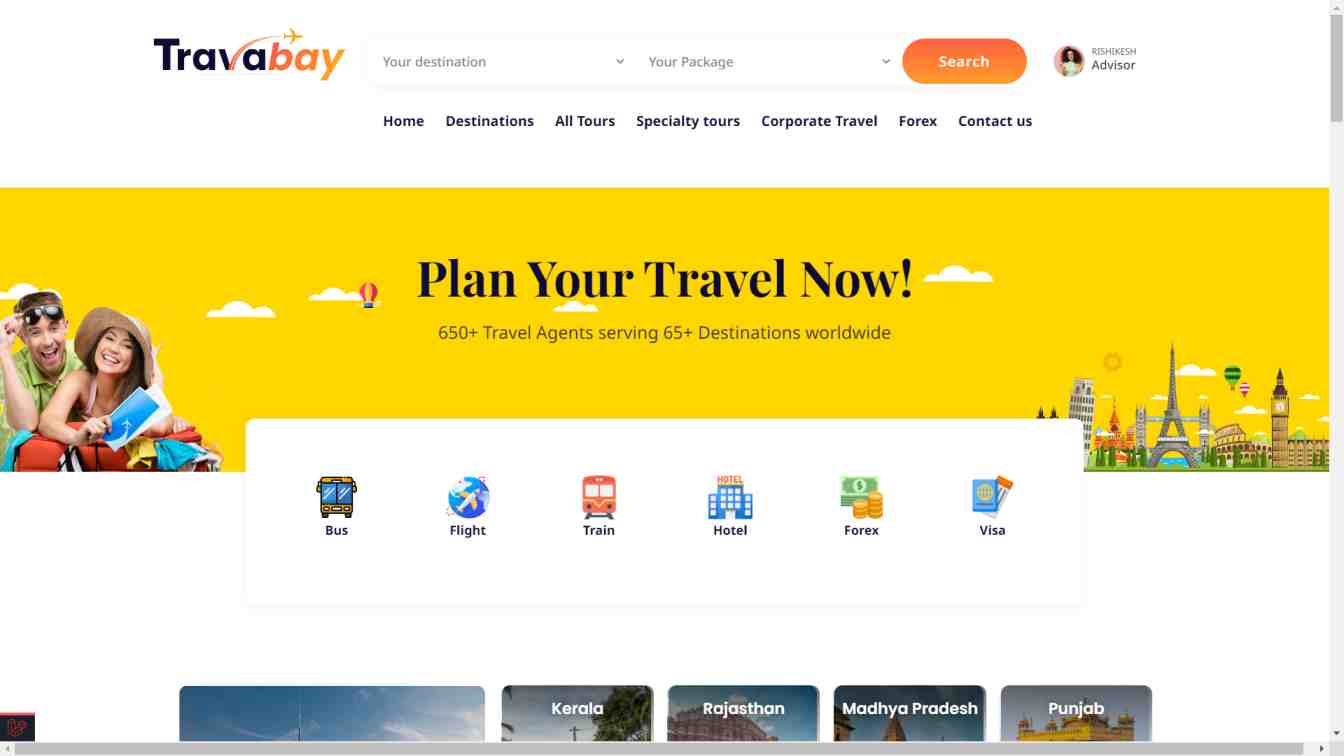 Travabay
Your destination
Your Package
Search
RISHIKESH
Advisor
Home Destinations All Tours Specialty tours Corporate Travel Forex Contact us
Plan Your Travel Now!
650+ Travel Agents serving 65+ Destinations worldwide
HOTEL
Bus Flight Train Hotel Forex Visa
Kerala Rajasthan Madhya Pradesh Punjab